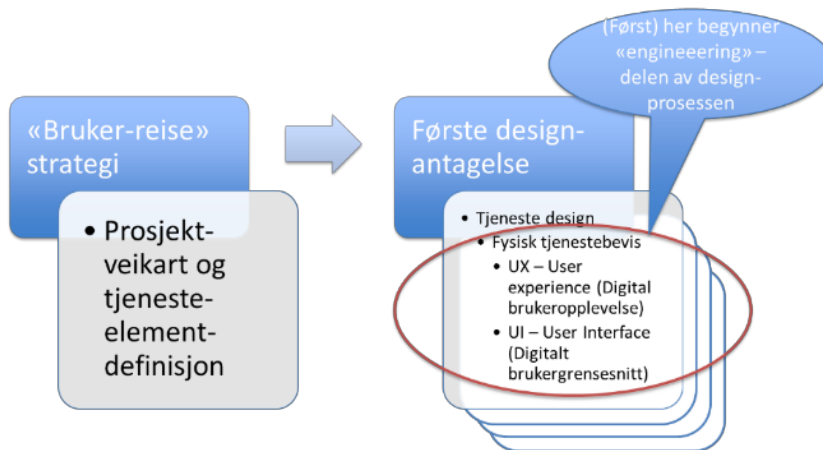 (Først) her begynner
«engineeering» –
delen av design-
prosessen
«Bruker-reise»
strategi
• Prosjekt-
veikart og
tjeneste-
element-
definisjon
Første design-
antagelse
• Tjeneste design
• Fysisk tjenestebevis
• UX – User
experience (Digital
brukeropplevelse)
• UI – User Interface
(Digitalt
brukergrensesnitt)